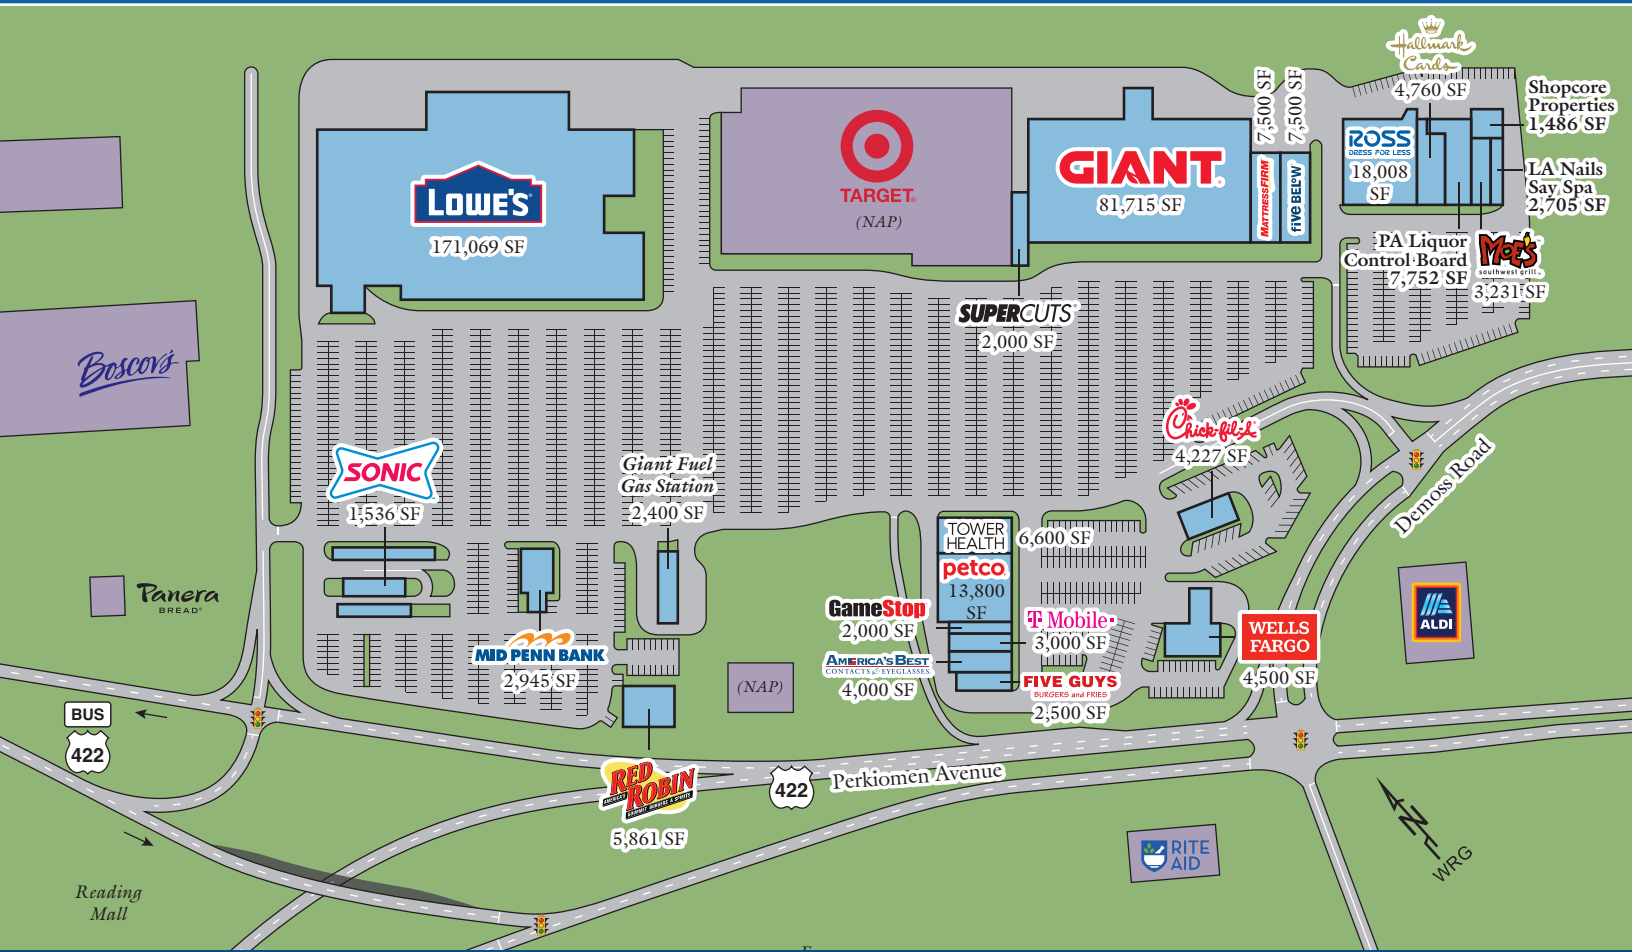 Hallmark
Cards
4,760 SF
7,500 SF
7,500 SF
Shopcore
Properties
1,486 SF
ROSS
DRESS FOR LESS
18,008
SF
LA Nails
Say Spa
2,705 SF
TARGET
(NAP)
GIANT
81,715 SF
MATTRESSFIRM
five BELOW
LOWE'S
171,069 SF
PA Liquor
Control Board
7,752 SF
MOE'S
southwest grill
3,231 SF
SUPERCUTS
2,000 SF
Boscov's
Chick-fil-A
4,227 SF
SONIC
1,536 SF
Giant Fuel
Gas Station
2,400 SF
Demoss Road
TOWER
HEALTH
6,600 SF
petco
13,800
SF
Panera
BREAD®
GameStop
2,000 SF
T Mobile
3,000 SF
AMERICA'S BEST
CONTACTS & EYEGLASSES
4,000 SF
FIVE GUYS
BURGERS and FRIES
2,500 SF
WELLS
FARGO
4,500 SF
ALDI
MID PENN BANK
2,945 SF
(NAP)
BUS
422
RED
ROBIN
AMERICA'S
GOURMET BURGERS & SPIRITS
5,861 SF
422
Perkiomen Avenue
RITE
AID
N
WRG
Reading
Mall